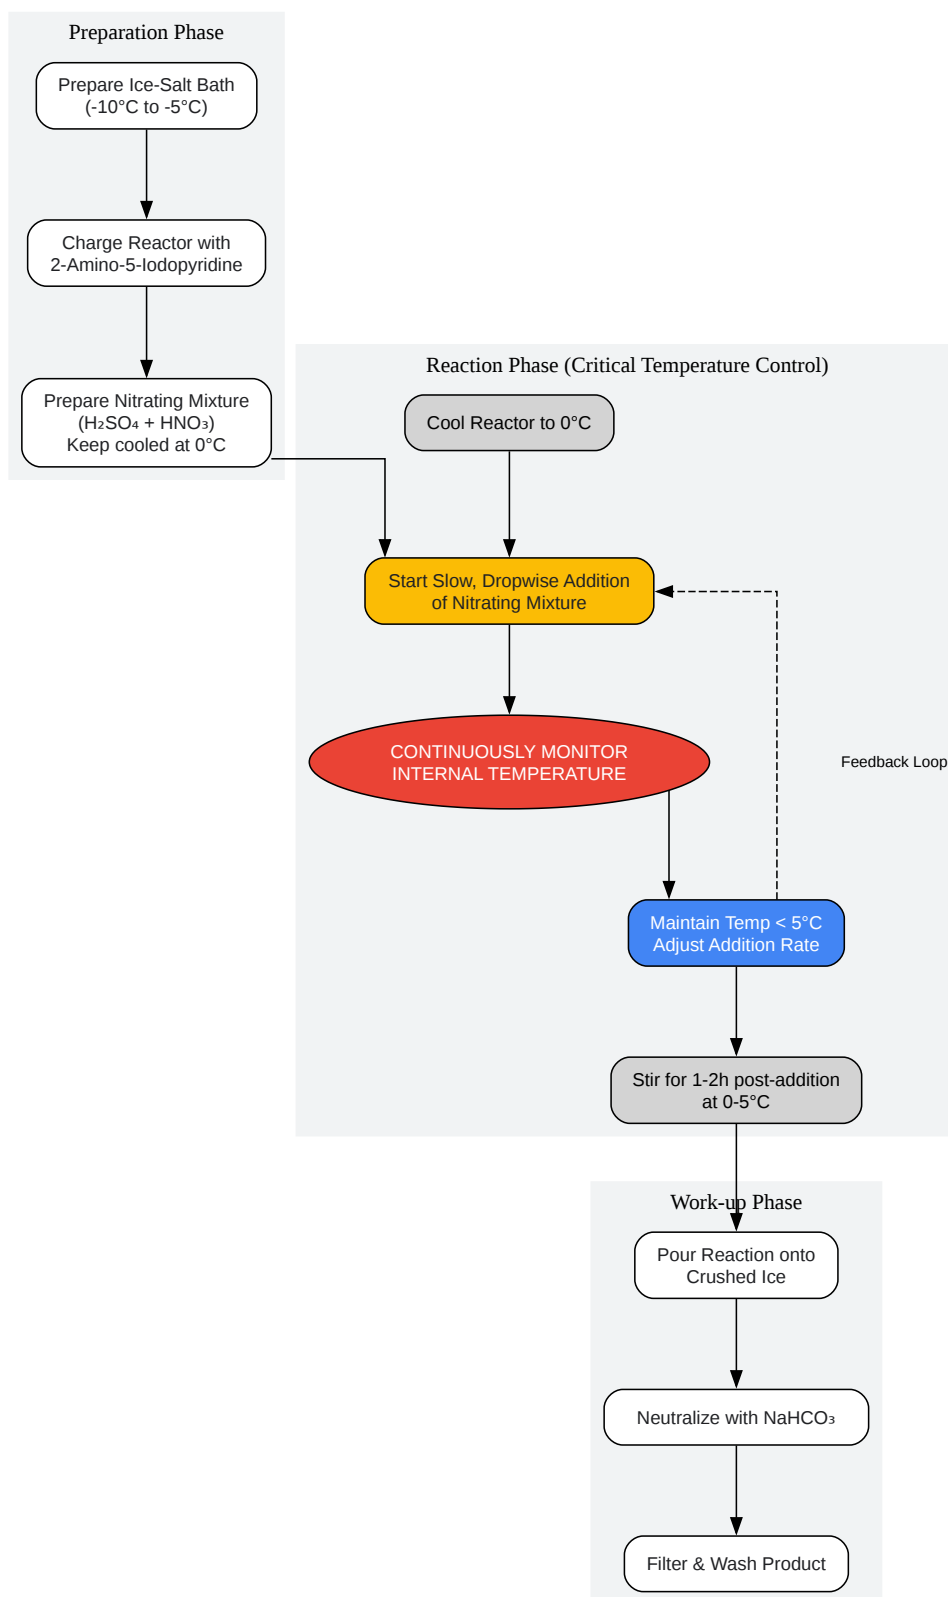 Preparation Phase
Prepare Ice-Salt Bath
(-10°C to -5°C)
Charge Reactor with
2-Amino-5-Iodopyridine
Prepare Nitrating Mixture
(H₂SO₄ + HNO₃)
Keep cooled at 0°C
Reaction Phase (Critical Temperature Control)
Cool Reactor to 0°C
Start Slow, Dropwise Addition
of Nitrating Mixture
CONTINUOUSLY MONITOR
INTERNAL TEMPERATURE
Feedback Loop
Maintain Temp < 5°C
Adjust Addition Rate
Stir for 1-2h post-addition
at 0-5°C
Work-up Phase
Pour Reaction onto
Crushed Ice
Neutralize with NaHCO₃
Filter & Wash Product